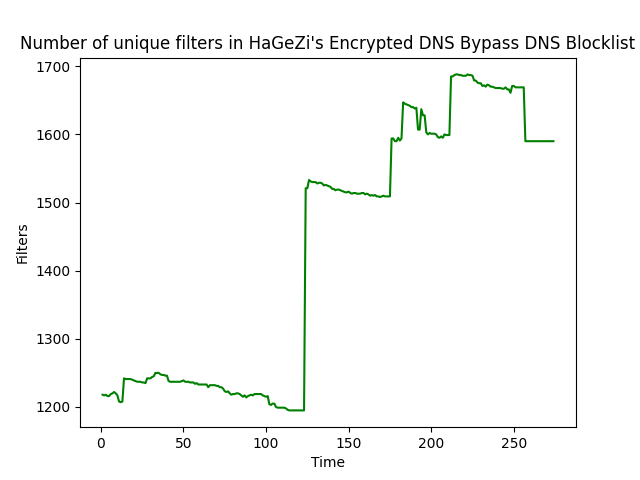 Number of unique filters in HaGeZi's Encrypted DNS Bypass DNS Blocklist
1700
1600
1500
1400
1300
1200
Filters
0 50 100 150 200 250
Time